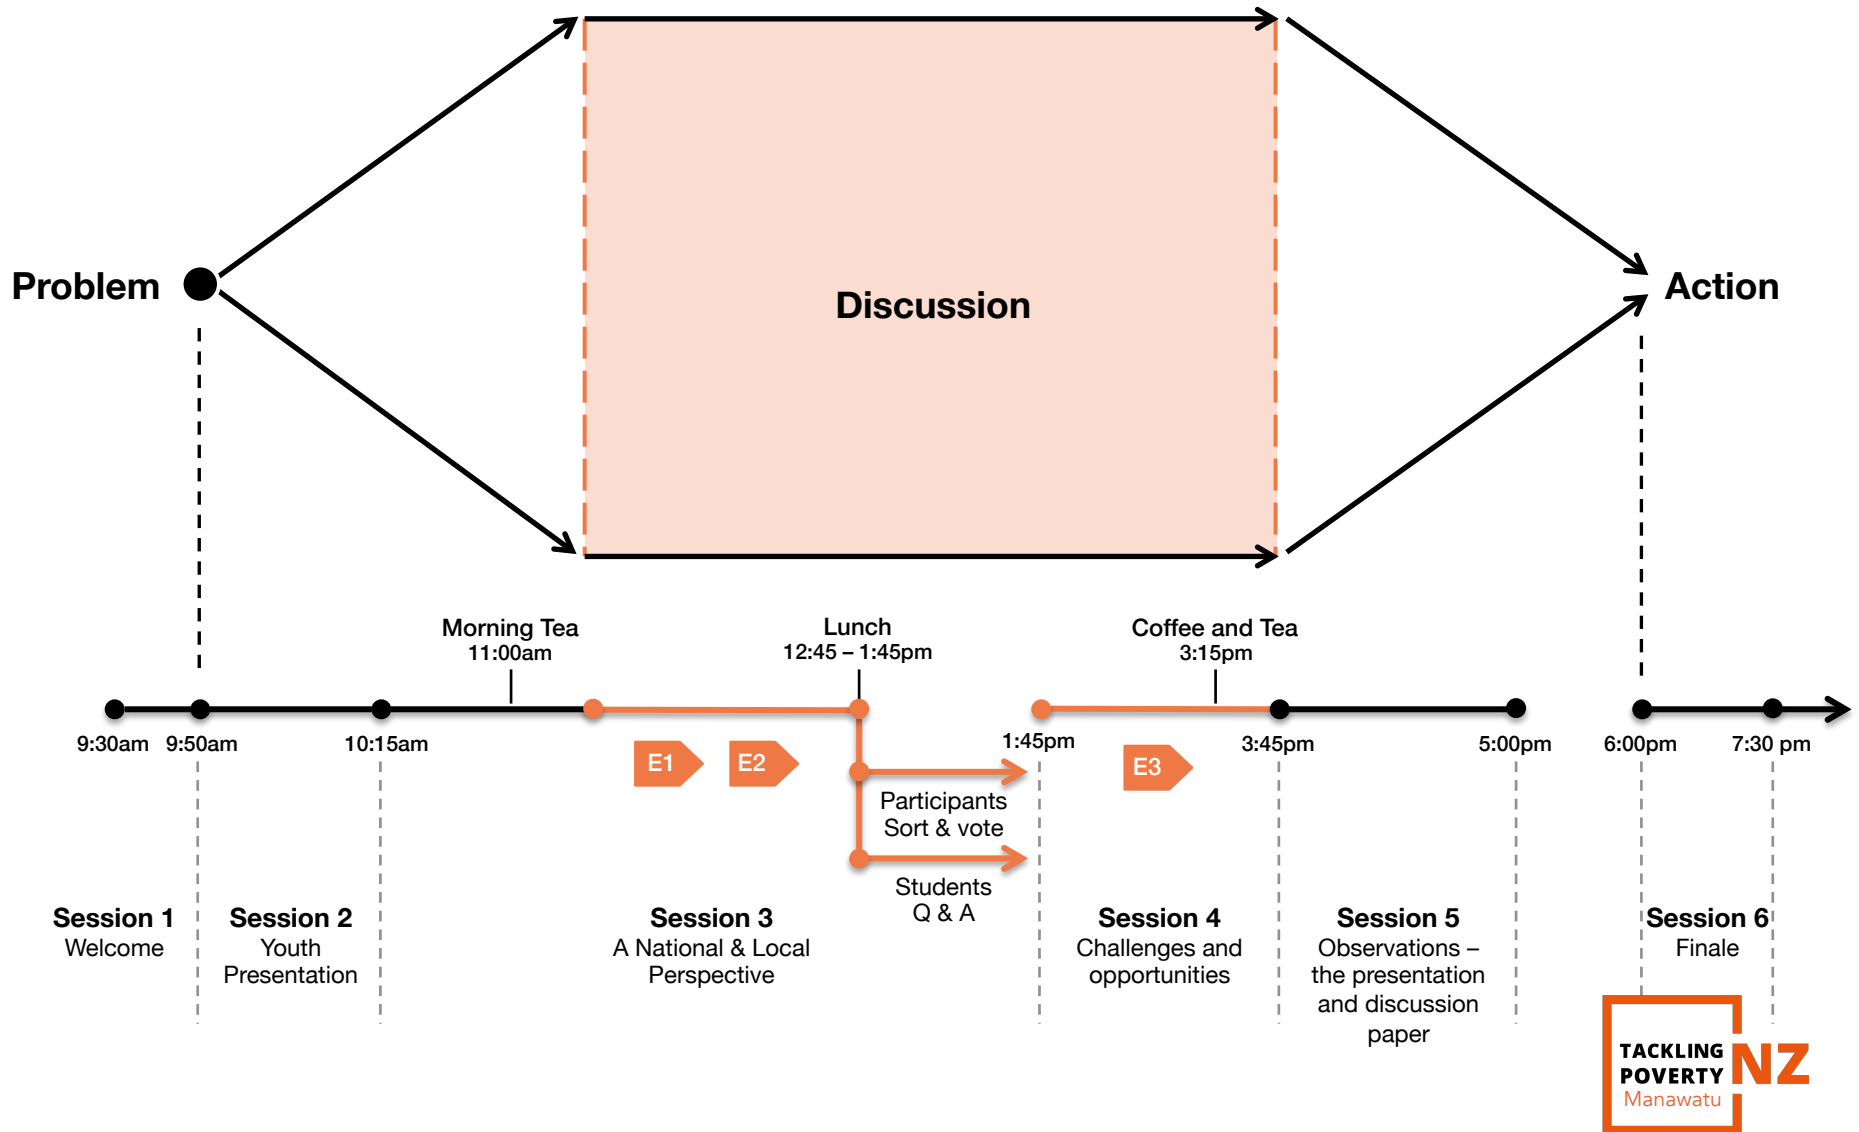 Problem
Discussion
Action
Morning Tea
11:00am
Lunch
12:45 – 1:45pm
Coffee and Tea
3:15pm
9:30am
9:50am
10:15am
1:45pm
3:45pm
5:00pm
6:00pm
7:30 pm
E1
E2
E3
Participants
Sort & vote
Students
Q & A
Session 1
Welcome
Session 2
Youth
Presentation
Session 3
A National & Local
Perspective
Session 4
Challenges and
opportunities
Session 5
Observations –
the presentation
and discussion
paper
Session 6
Finale
TACKLING
POVERTY
NZ
Manawatu